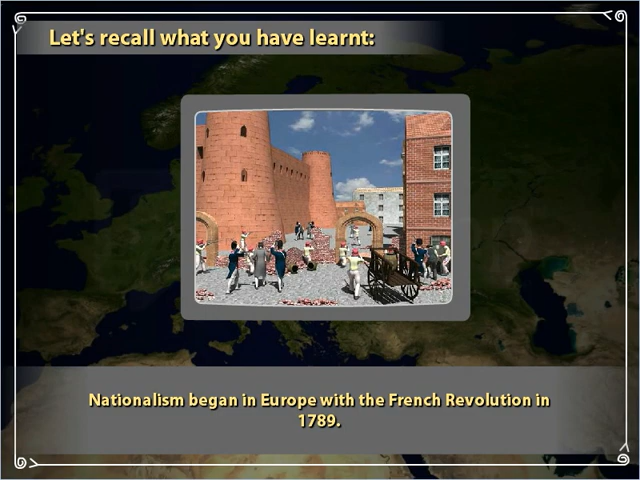 Let's recall what you have learnt:
Nationalism began in Europe with the French Revolution in
1789.